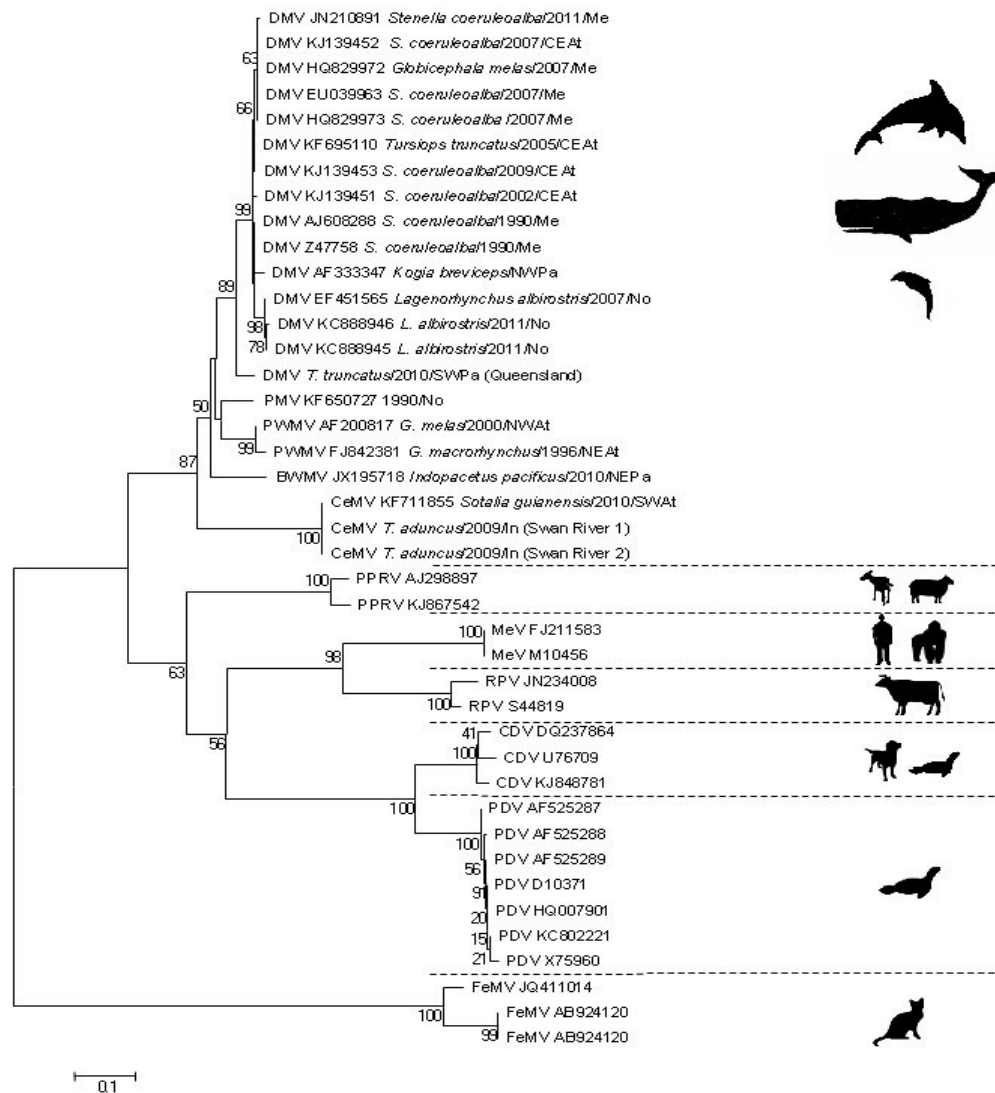 DMV JN210891 Stenella coeruleoalba/2011/Me
DMV KJ139452 S. coeruleoalba/2007/CEAt
63
DMV HQ829972 Globicephala melas/2007/Me
DMV EU039963 S. coeruleoalba/2007/Me
66
DMV HQ829973 S. coeruleoalba/2007/Me
DMV KF695110 Tursiops truncatus/2005/CEAt
DMV KJ139453 S. coeruleoalba/2009/CEAt
DMV KJ139451 S. coeruleoalba/2002/CEAt
99
DMV AJ608288 S. coeruleoalba/1990/Me
DMV Z47758 S. coeruleoalba/1990/Me
DMV AF333347 Kogia breviceps/NWPa
89
DMV EF451565 Lagenorhynchus albirostris/2007/No
98
DMV KC888946 L. albirostris/2011/No
78
DMV KC888945 L. albirostris/2011/No
DMV T. truncatus/2010/SWPa (Queensland)
50
PMV KF650727 1990/No
PWMV AF200817 G. melas/2000/NWAt
99
PWMV FJ842381 G. macrorhynchus/1996/NEAt
87
BWMV JX195718 Indopacetus pacificus/2010/NEPa
CeMV KF711855 Sotalia guianensis/2010/SWAt
CeMV T. aduncus/2009/In (Swan River 1)
100
CeMV T. aduncus/2009/In (Swan River 2)
100
PPRV AJ298897
PPRV KJ867542
100
MeV FJ211583
MeV M10456
98
63
RPV JN234008
100
RPV S44819
41
CDV DQ237864
56
100
CDV U76709
CDV KJ848781
100
PDV AF525287
PDV AF525288
100
PDV AF525289
56
PDV D10371
91
PDV HQ007901
20
PDV KC802221
15
PDV X75960
21
FeMV JQ411014
100
FeMV AB924120
99
FeMV AB924120
0.1